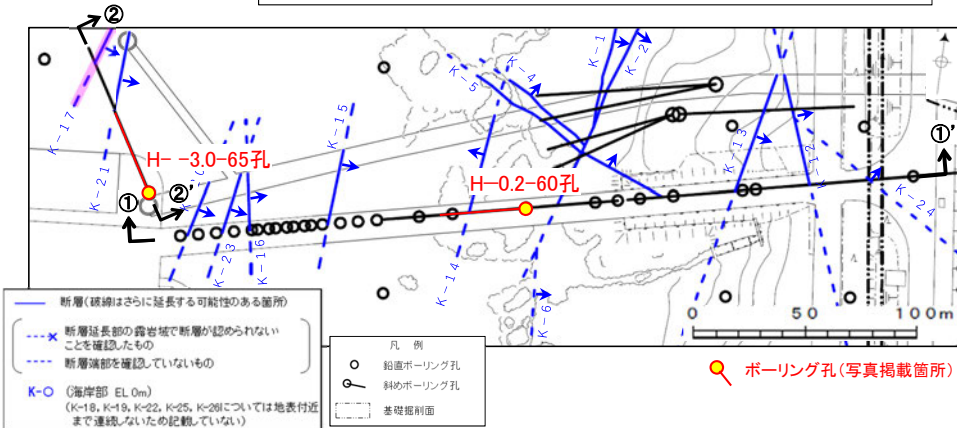 ②
①'
K-17
K-21
K-15
K-5
K-4
K-1
K-2
K-13
K-12
K-24
H- -3.0-65孔
②'
①
H-0.2-60孔
K-23
K-16
K-14
K-6
0 50 100m
ボーリング孔(写真掲載箇所)
断層(破線はさらに延長する可能性のある箇所)
断層延長部の露岩域で断層が認められない
ことを確認したもの
断層端部を確認していないもの
K-○ (海岸部 EL 0m)
(K-18, K-19, K-22, K-25, K-26については地表付近
まで連続しないため記載していない)
凡 例
鉛直ボーリング孔
斜めボーリング孔
基礎掘削面